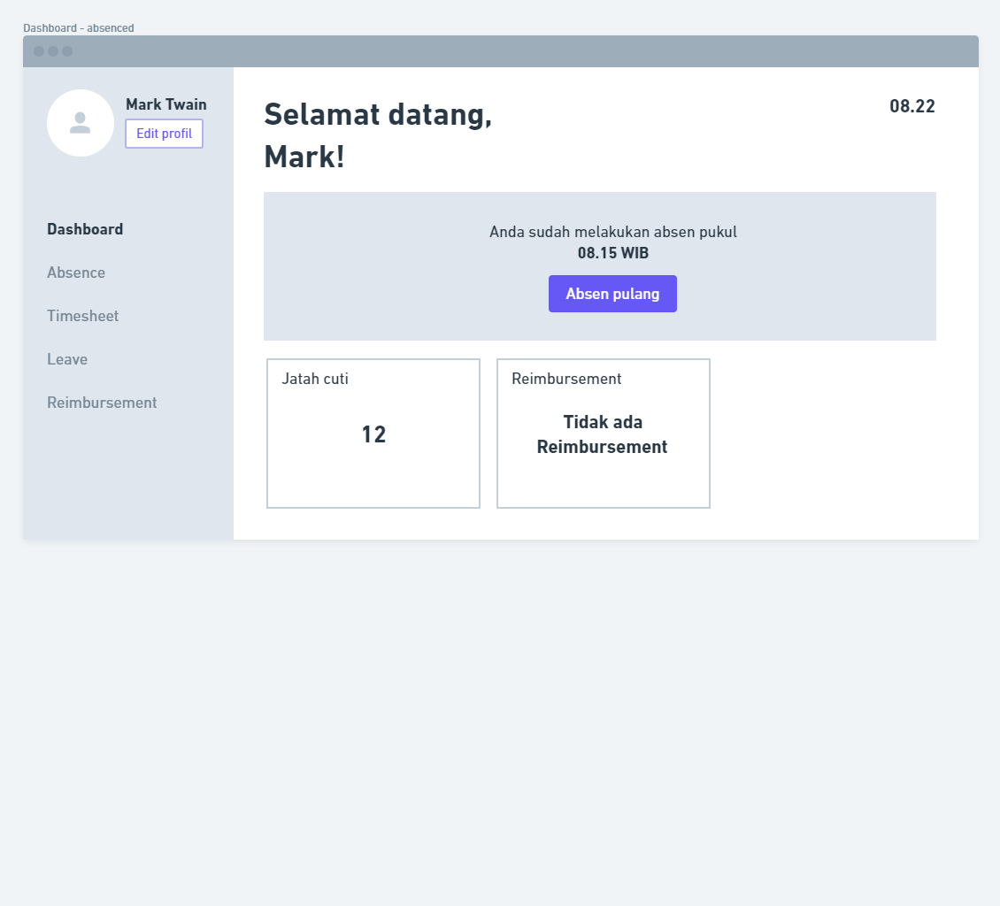 Dashboard - absenced
Mark Twain
Edit profil
Dashboard
Absence
Timesheet
Leave
Reimbursement
Selamat datang,
Mark!
08.22
Anda sudah melakukan absen pukul
08.15 WIB
Absen pulang
Jatah cuti
12
Reimbursement
Tidak ada
Reimbursement